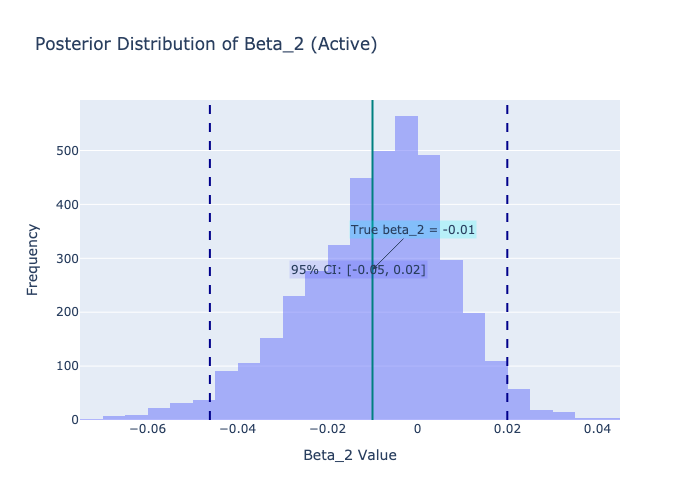 Posterior Distribution of Beta_2 (Active)
500
400
300
200
100
0
Frequency
True beta_2 = -0.01
95% CI: [-0.05, 0.02]
−0.06
−0.04
−0.02
0
0.02
0.04
Beta_2 Value